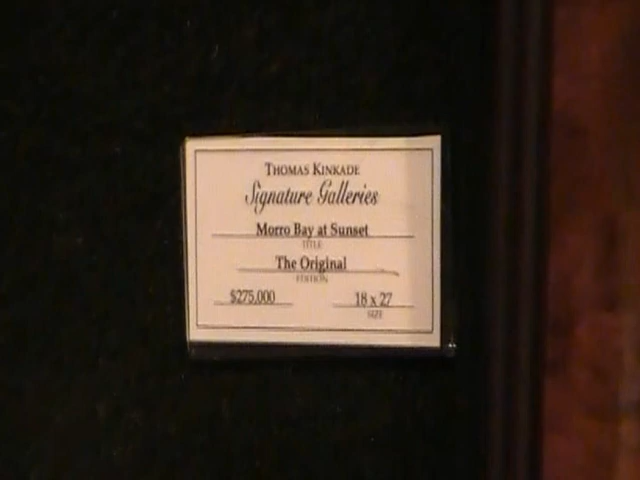 THOMAS KINKADE
Signature Galleries
Morro Bay at Sunset
TITLE
The Original
EDITION
$275,000 18 x 27
SIZE